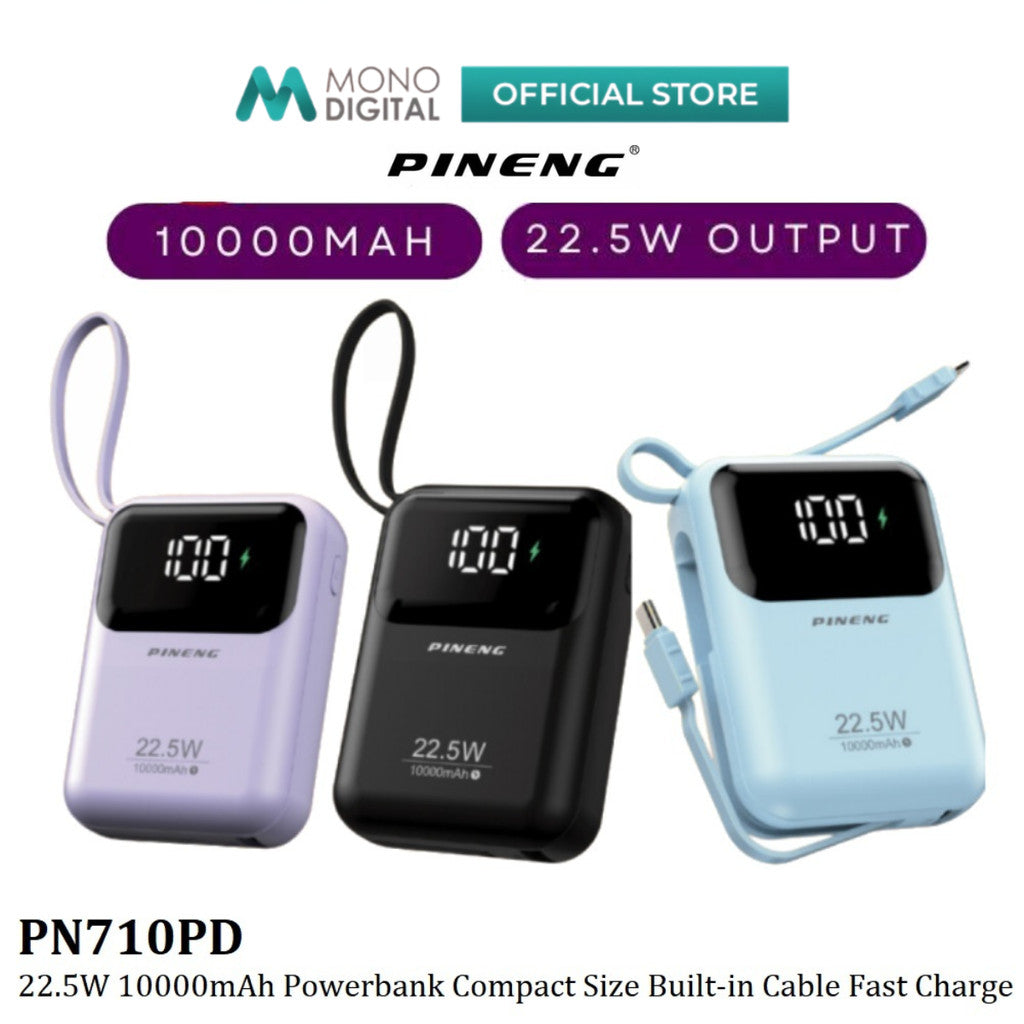 MONO
DIGITAL
OFFICIAL STORE
PINENG®
10000MAH
22.5W OUTPUT
100
PINENG
22.5W
10000mAh
100
PINENG
22.5W
10000mAh
100
PINENG
22.5W
10000mAh
PN710PD
22.5W 10000mAh Powerbank Compact Size Built-in Cable Fast Charge